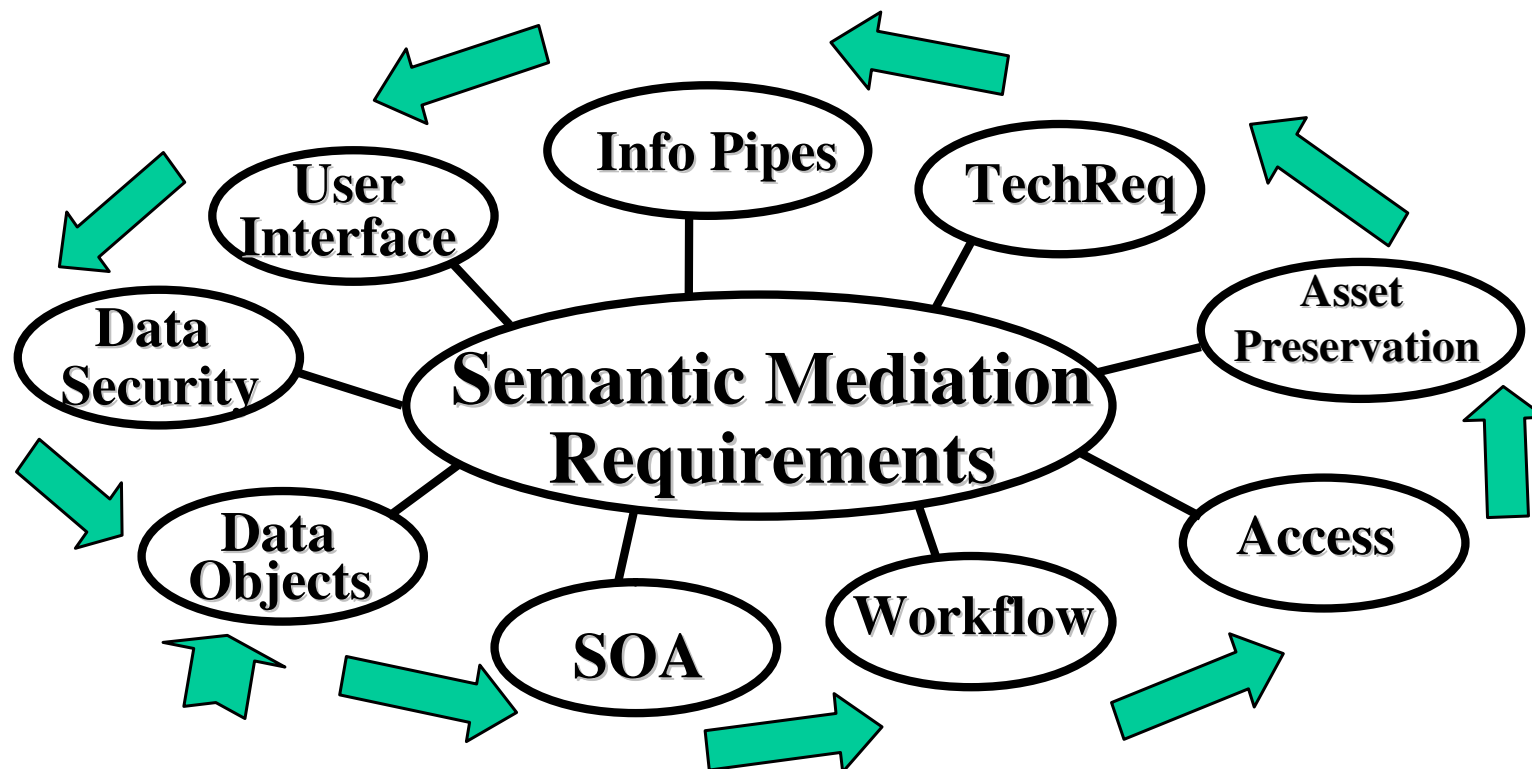 Info Pipes
TechReq
User
Interface
Asset
Preservation
Data
Security
Semantic Mediation
Requirements
Data
Objects
Access
Workflow
SOA